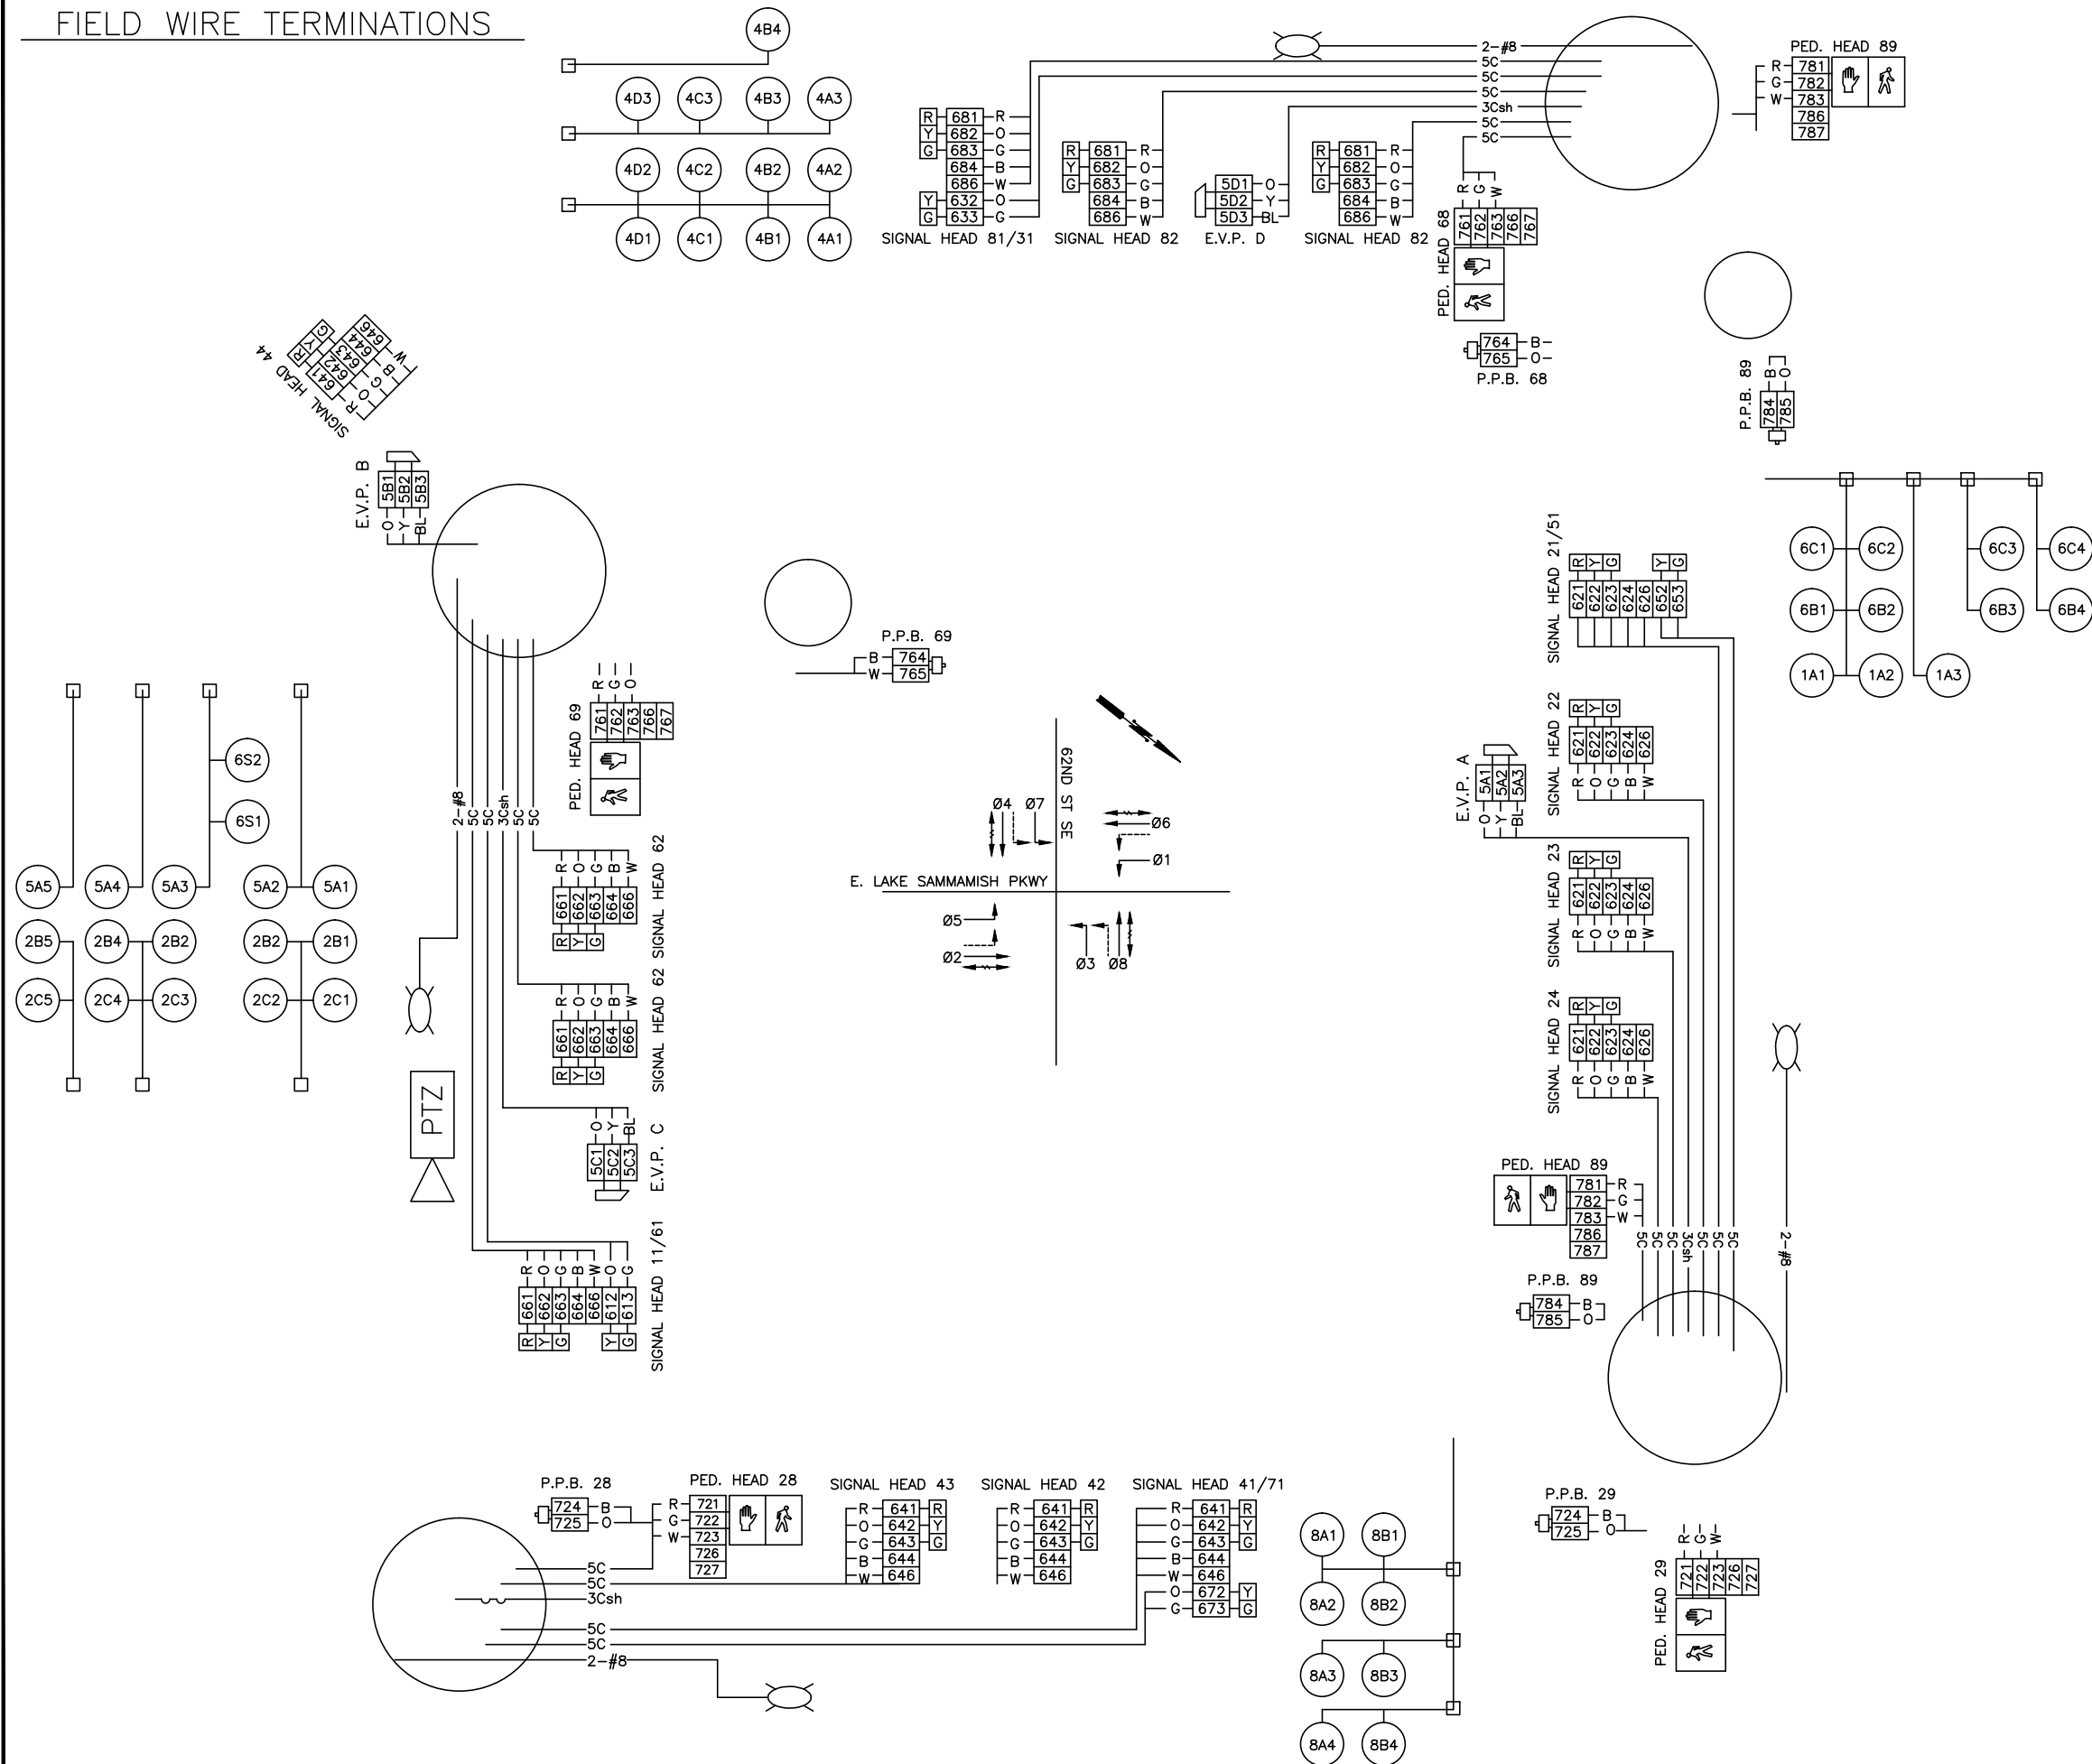 FIELD WIRE TERMINATIONS
4B4
4D3 4C3 4B3 4A3
4D2 4C2 4B2 4A2
4D1 4C1 4B1 4A1
R 681 R
Y 682 O
G 683 G
684 B
686 W
Y 632 O
G 633 G
SIGNAL HEAD 81/31
R 681 R
Y 682 O
G 683 G
684 B
686 W
SIGNAL HEAD 82
5D1 O
5D2 Y
5D3 BL
E.V.P. D
R 681 R
Y 682 O
G 683 G
684 B
686 W
SIGNAL HEAD 82
2-#8
5C
5C
5C
3Csh
5C
5C
PED. HEAD 89
R 781
G 782
W 783
786
787
PED. HEAD 68
R G W
761 762 763 766 767
764 B
765 O
P.P.B. 68
P.P.B. 89
B O
784 785
SIGNAL HEAD 44
R Y G
641 642 643 644 646
R O G B W
E.V.P. B
5B1 5B2 5B3
O Y BL
P.P.B. 69
B 764
W 765
2-#8 5C 5C 3Csh 5C 5C
PED. HEAD 69
R G O
761 762 763 766 767
6S2
6S1
5A5 5A4 5A3 5A2 5A1
2B5 2B4 2B2 2B2 2B1
2C5 2C4 2C3 2C2 2C1
SIGNAL HEAD 62
R O G B W
661 662 663 664 666
R Y G
SIGNAL HEAD 62
R O G B W
661 662 663 664 666
R Y G
PTZ
E.V.P. C
O Y BL
5C1 5C2 5C3
SIGNAL HEAD 11/61
R O G B W O G
661 662 663 664 666 612 613
R Y G Y G
62ND ST SE
E. LAKE SAMMAMISH PKWY
Ø4 Ø7
Ø6
Ø1
Ø5
Ø2
Ø3 Ø8
SIGNAL HEAD 21/51
R Y G Y G
621 622 623 624 626 652 653
6C1 6C2 6C3 6C4
6B1 6B2 6B3 6B4
1A1 1A2 1A3
SIGNAL HEAD 22
R Y G
621 622 623 624 626
R O G B W
E.V.P. A
5A1 5A2 5A3
O Y BL
SIGNAL HEAD 23
R Y G
621 622 623 624 626
R O G B W
SIGNAL HEAD 24
R Y G
621 622 623 624 626
R O G B W
PED. HEAD 89
781 R
782 G
783 W
786
787
5C 5C 5C 3Csh 5C 5C 5C 2-#8
P.P.B. 89
784 B
785 O
P.P.B. 28
724 B
725 O
PED. HEAD 28
R 721
G 722
W 723
726
727
5C
5C
3Csh
5C
5C
2-#8
SIGNAL HEAD 43
R 641 R
O 642 Y
G 643 G
B 644
W 646
SIGNAL HEAD 42
R 641 R
O 642 Y
G 643 G
B 644
W 646
SIGNAL HEAD 41/71
R 641 R
O 642 Y
G 643 G
B 644
W 646
O 672 Y
G 673 G
8A1 8B1
8A2 8B2
8A3 8B3
8A4 8B4
P.P.B. 29
724 B
725 O
PED. HEAD 29
R G W
721 722 723 726 727